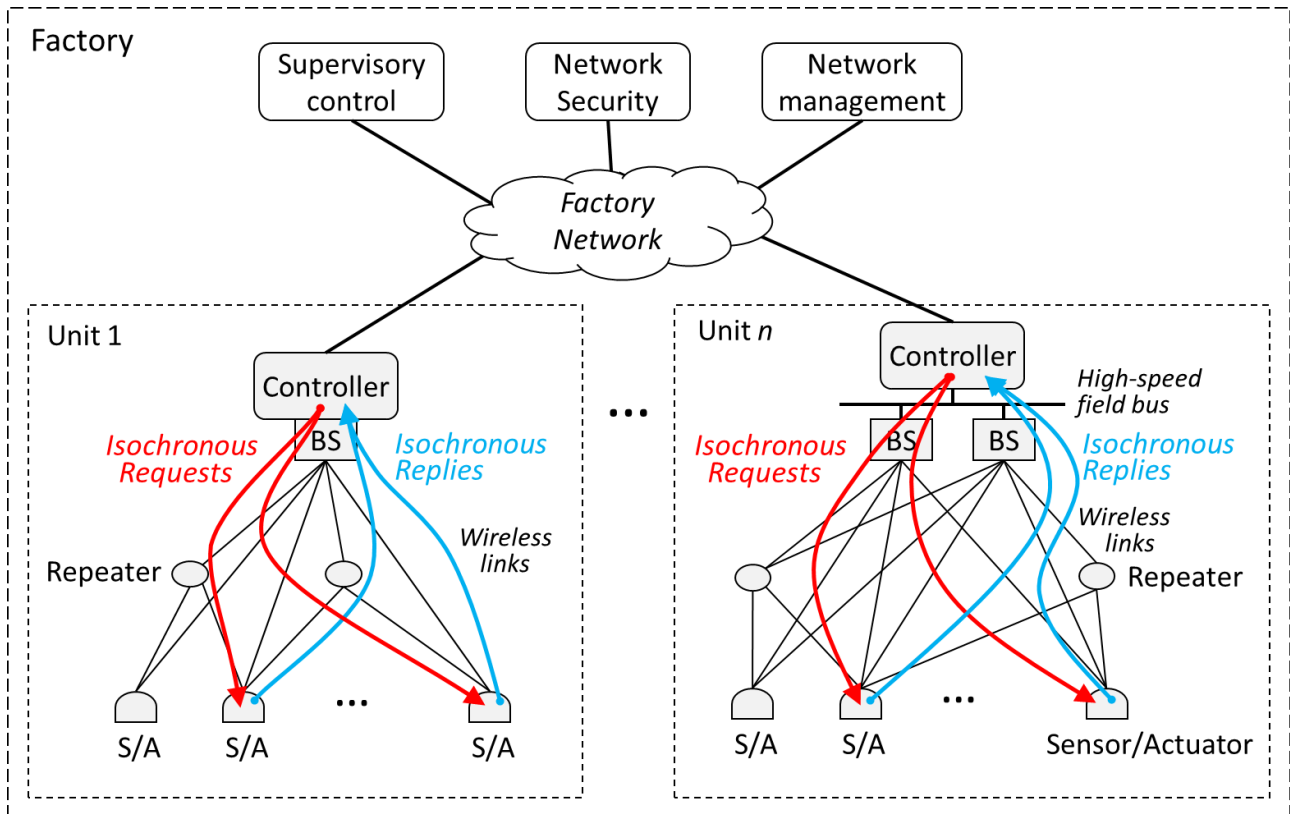 Factory
Supervisory
control
Network
Security
Network
management
Factory
Network
Unit 1
Controller
BS
Isochronous
Requests
Isochronous
Replies
Wireless
links
Repeater
...
S/A
S/A
S/A
...
Unit n
Controller
High-speed
field bus
BS
BS
Isochronous
Requests
Isochronous
Replies
Wireless
links
Repeater
...
S/A
S/A
Sensor/Actuator